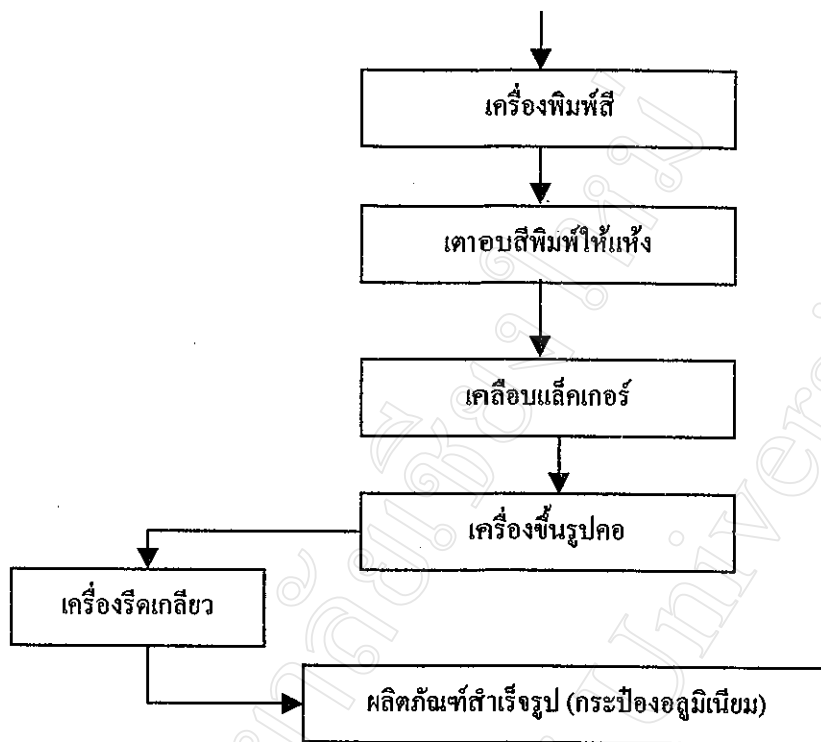 เครื่องพิมพ์สี
เตาอบสีพิมพ์ให้แห้ง
เคลือบแล็คเกอร์
เครื่องขึ้นรูปคอ
เครื่องรีดเกลียว
ผลิตภัณฑ์สำเร็จรูป (กระป๋องอลูมิเนียม)